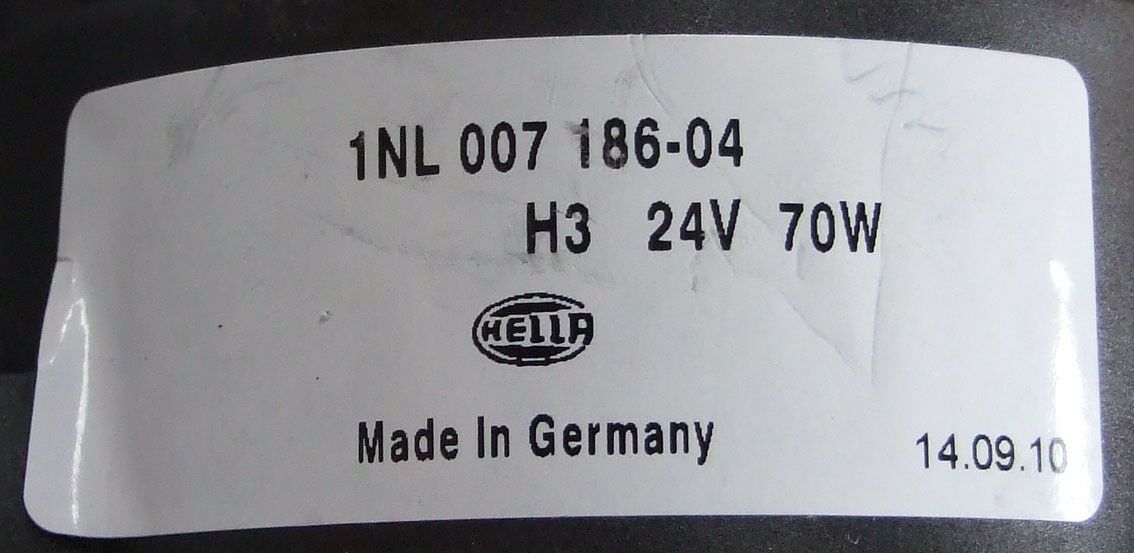 1NL 007 186-04
H3 24V 70W
HELLA
Made In Germany
14.09.10